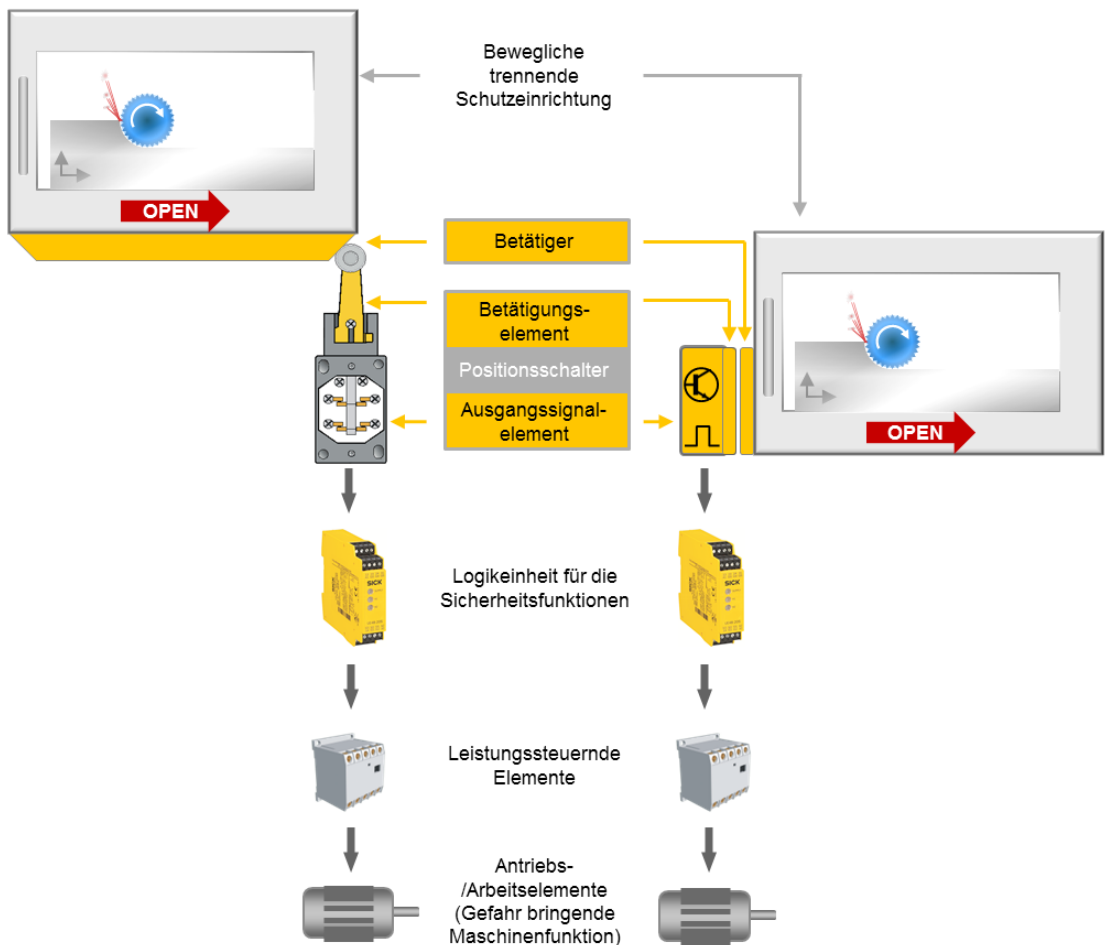 Bewegliche
trennende
Schutzeinrichtung
OPEN
Betätiger
Betätigungs-
element
Positionsschalter
Ausgangssignal-
element
OPEN
SICK
Logikeinheit für die
Sicherheitsfunktionen
SICK
Leistungssteuernde
Elemente
Antriebs-
/Arbeitselemente
(Gefahr bringende
Maschinenfunktion)